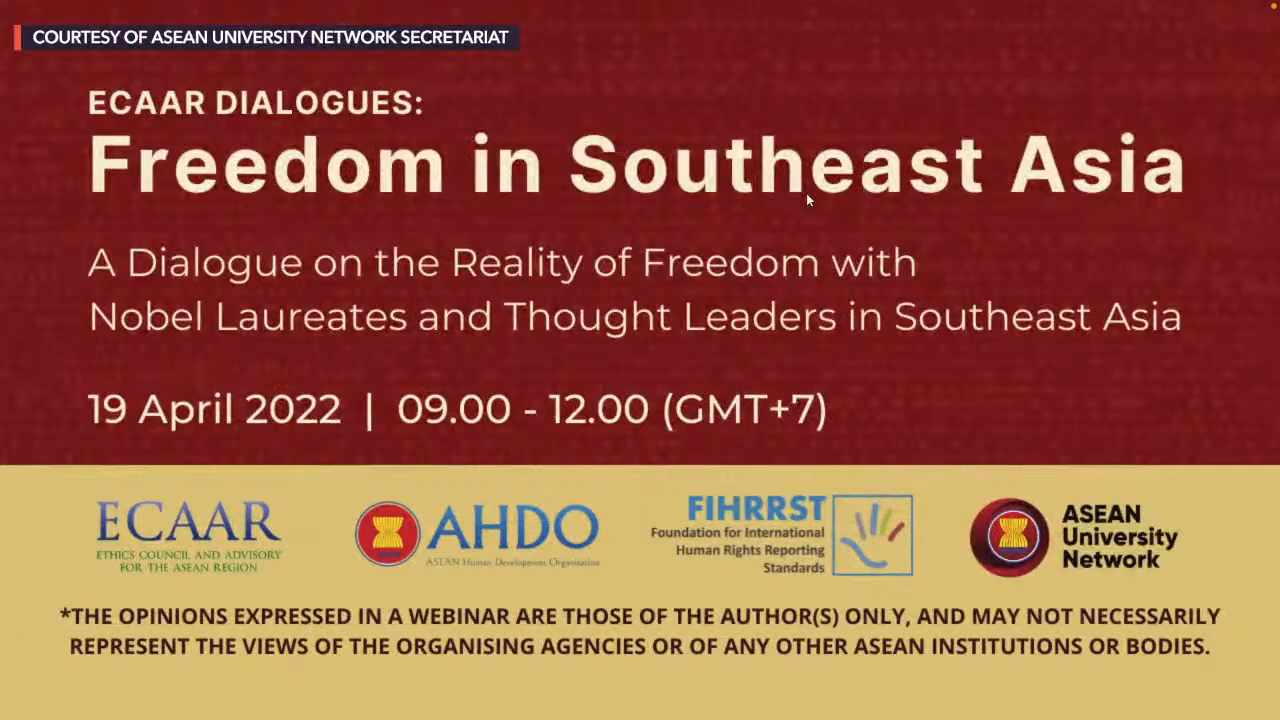 COURTESY OF ASEAN UNIVERSITY NETWORK SECRETARIAT
ECAAR DIALOGUES:
Freedom in Southeast Asia
A Dialogue on the Reality of Freedom with
Nobel Laureates and Thought Leaders in Southeast Asia
19 April 2022 | 09.00 - 12.00 (GMT+7)
ECAAR
ETHICS COUNCIL AND ADVISORY
FOR THE ASEAN REGION
AHDO
ASEAN Human Development Organisation
FIHRRST
Foundation for International
Human Rights Reporting
Standards
ASEAN
University
Network
*THE OPINIONS EXPRESSED IN A WEBINAR ARE THOSE OF THE AUTHOR(S) ONLY, AND MAY NOT NECESSARILY
REPRESENT THE VIEWS OF THE ORGANISING AGENCIES OR OF ANY OTHER ASEAN INSTITUTIONS OR BODIES.